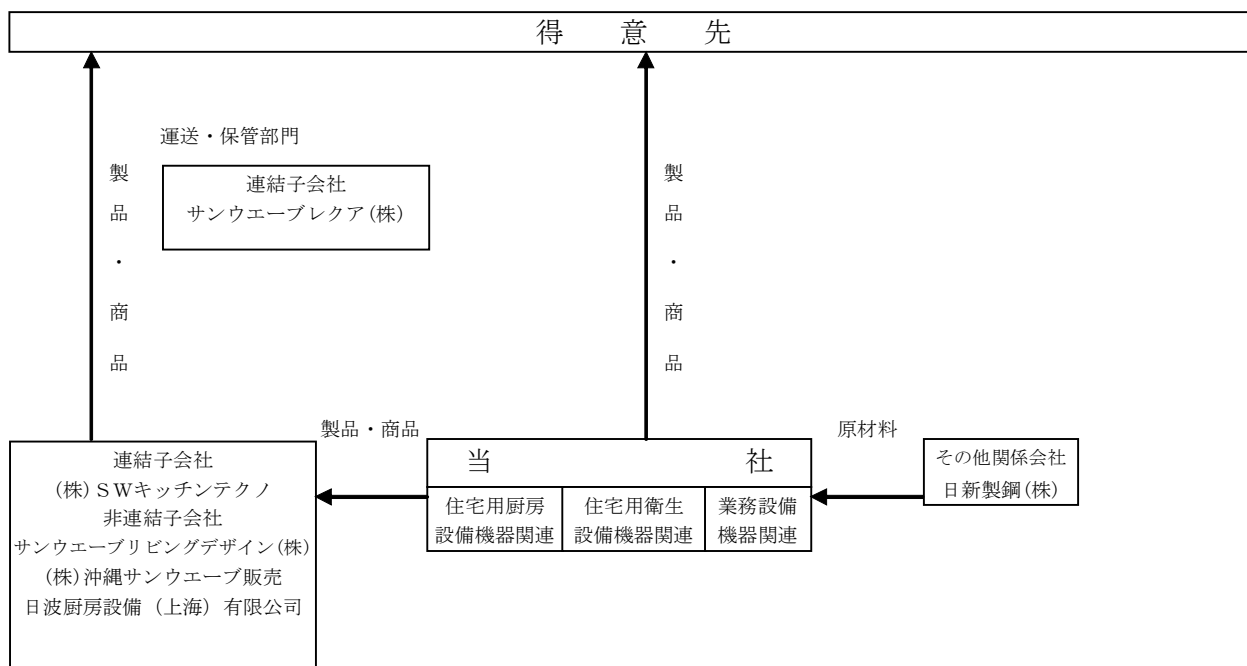 得 意 先
運送・保管部門
連結子会社
サンウエーブレクア(株)
製品・商品
製品・商品
製品・商品
原材料
連結子会社
(株)ＳＷキッチンテクノ
非連結子会社
サンウエーブリビングデザイン(株)
(株)沖縄サンウエーブ販売
日波厨房設備（上海）有限公司
当 社
住宅用厨房
設備機器関連
住宅用衛生
設備機器関連
業務設備
機器関連
その他関係会社
日新製鋼(株)